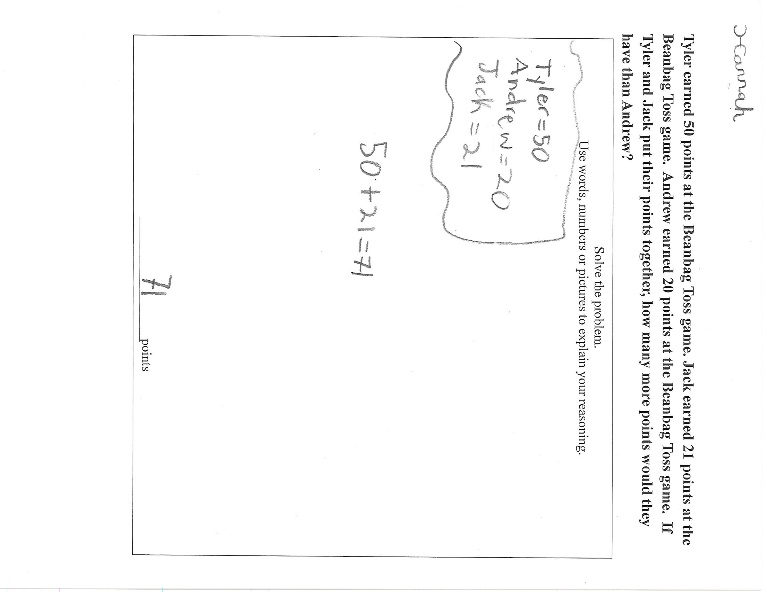 Hannah
Tyler earned 50 points at the Beanbag Toss game. Jack earned 21 points at the
Beanbag Toss game. Andrew earned 20 points at the Beanbag Toss game. If
Tyler and Jack put their points together, how many more points would they
have than Andrew?
Solve the problem.
Use words, numbers or pictures to explain your reasoning.
Tyler=50
Andrew=20
Jack=21
50+21=71
71 points